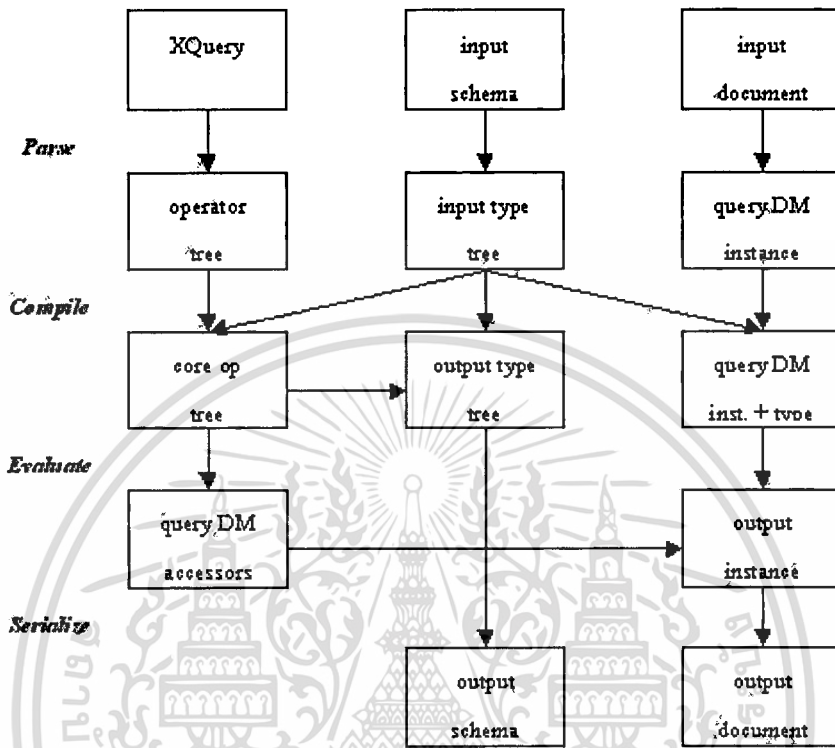 XQuery
input
schema
input
document
Parse
operator
tree
input type
tree
query DM
instance
Compile
core op
tree
output type
tree
query DM
inst. + type
Evaluate
query DM
accessors
output
instance
Serialize
output
schema
output
document